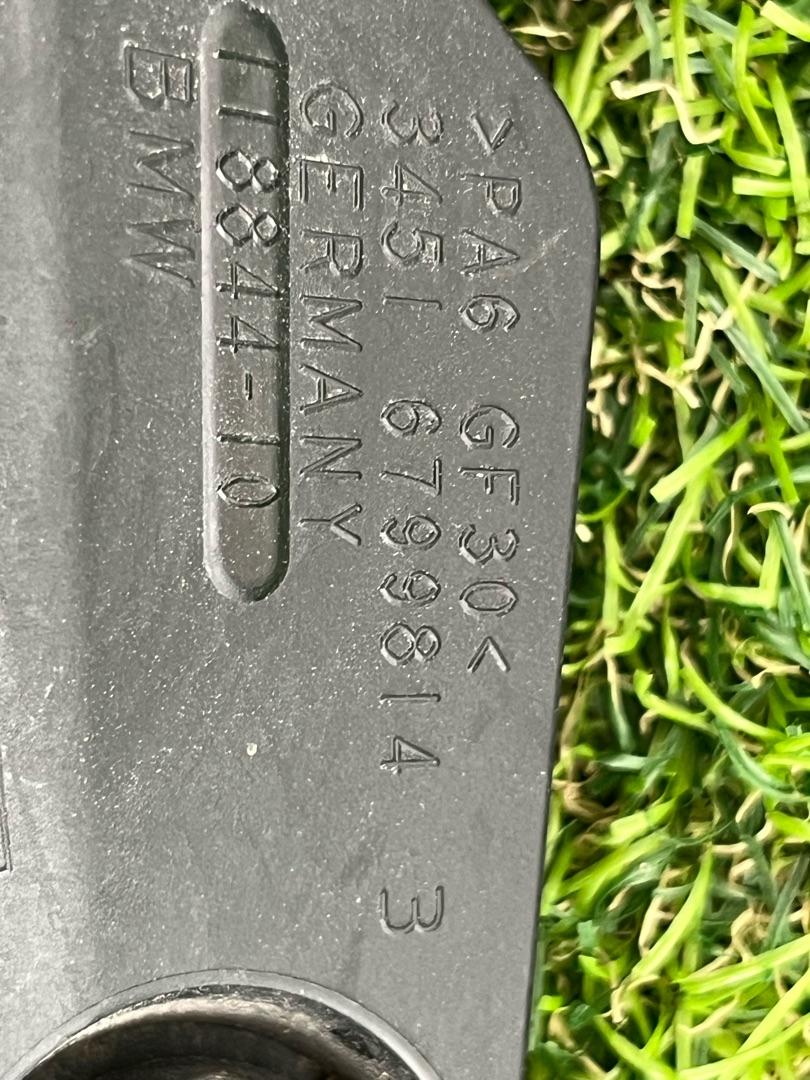 >PA6 GF30<
3451 6799814 3
GERMANY
11884-10
BMW